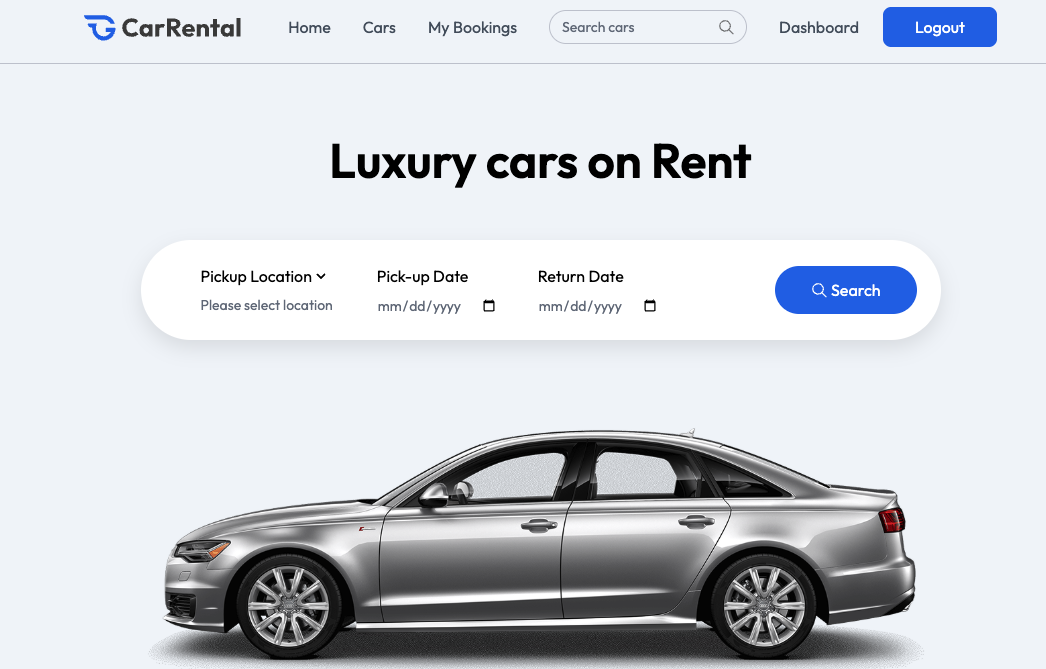 CarRental Home Cars My Bookings Search cars Dashboard Logout
Luxury cars on Rent
Pickup Location Pick-up Date Return Date
Please select location mm/dd/yyyy mm/dd/yyyy
Search